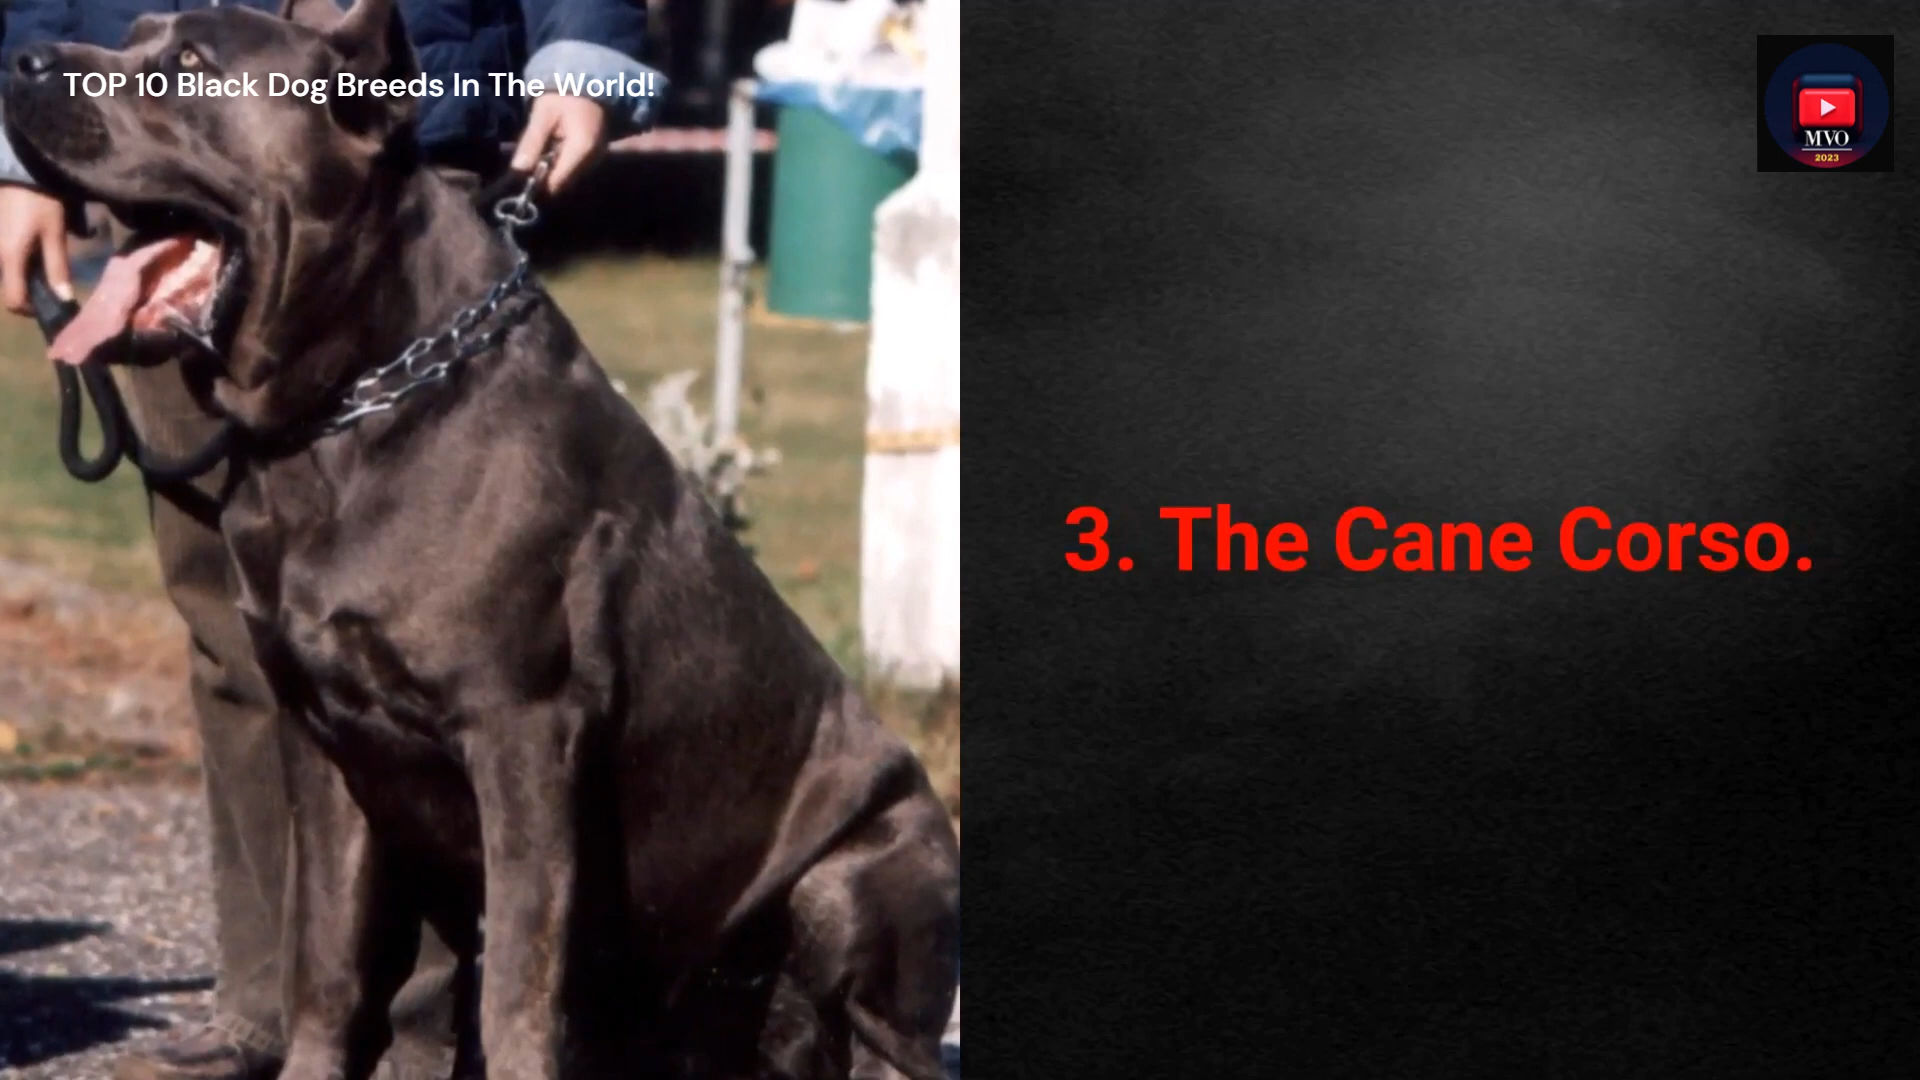 TOP 10 Black Dog Breeds In The World!
MVO
2023
3. The Cane Corso.